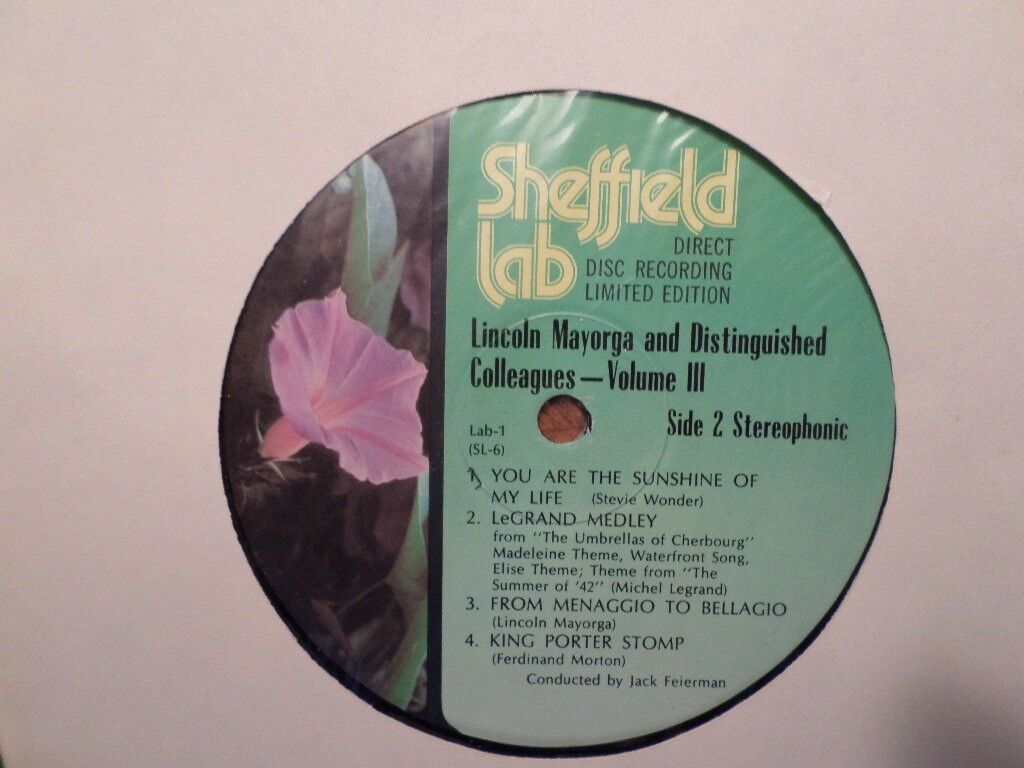 Sheffield
lab
DIRECT
DISC RECORDING
LIMITED EDITION
Lincoln Mayorga and Distinguished
Colleagues—Volume III
Side 2 Stereophonic
Lab-1
(SL-6)
1. YOU ARE THE SUNSHINE OF
MY LIFE (Stevie Wonder)
2. LeGRAND MEDLEY
from "The Umbrellas of Cherbourg"
Madeleine Theme, Waterfront Song,
Elise Theme; Theme from "The
Summer of '42" (Michel Legrand)
3. FROM MENAGGIO TO BELLAGIO
(Lincoln Mayorga)
4. KING PORTER STOMP
(Ferdinand Morton)
Conducted by Jack Feierman